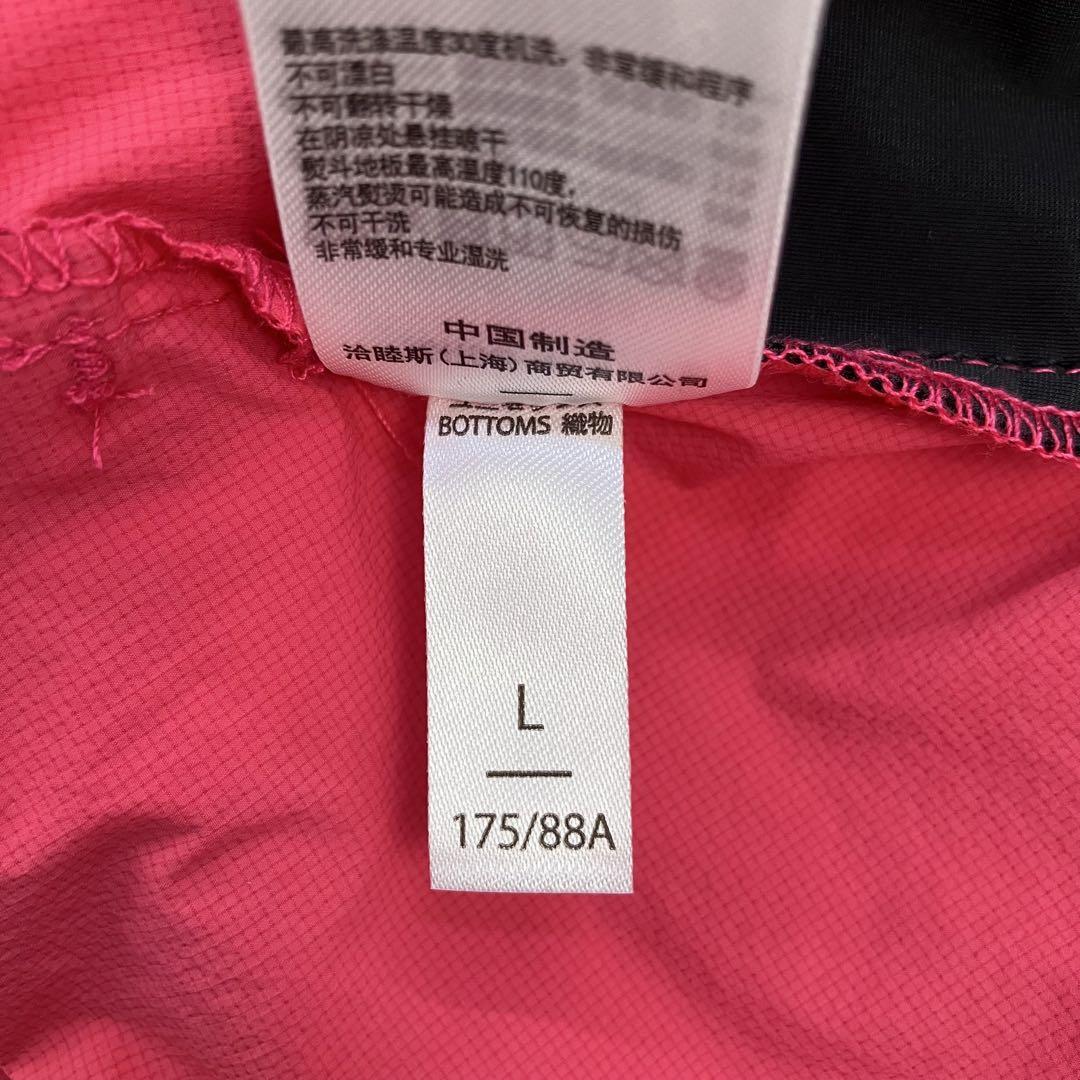 最高洗涤温度30度机洗，非常缓和程序
不可漂白
不可翻转干燥
在阴凉处悬挂晾干
熨斗地板最高温度110度，
蒸汽熨烫可能造成不可恢复的损伤
不可干洗
非常缓和专业湿洗
中国制造
洽睦斯（上海）商贸有限公司
BOTTOMS 織物
L
175/88A